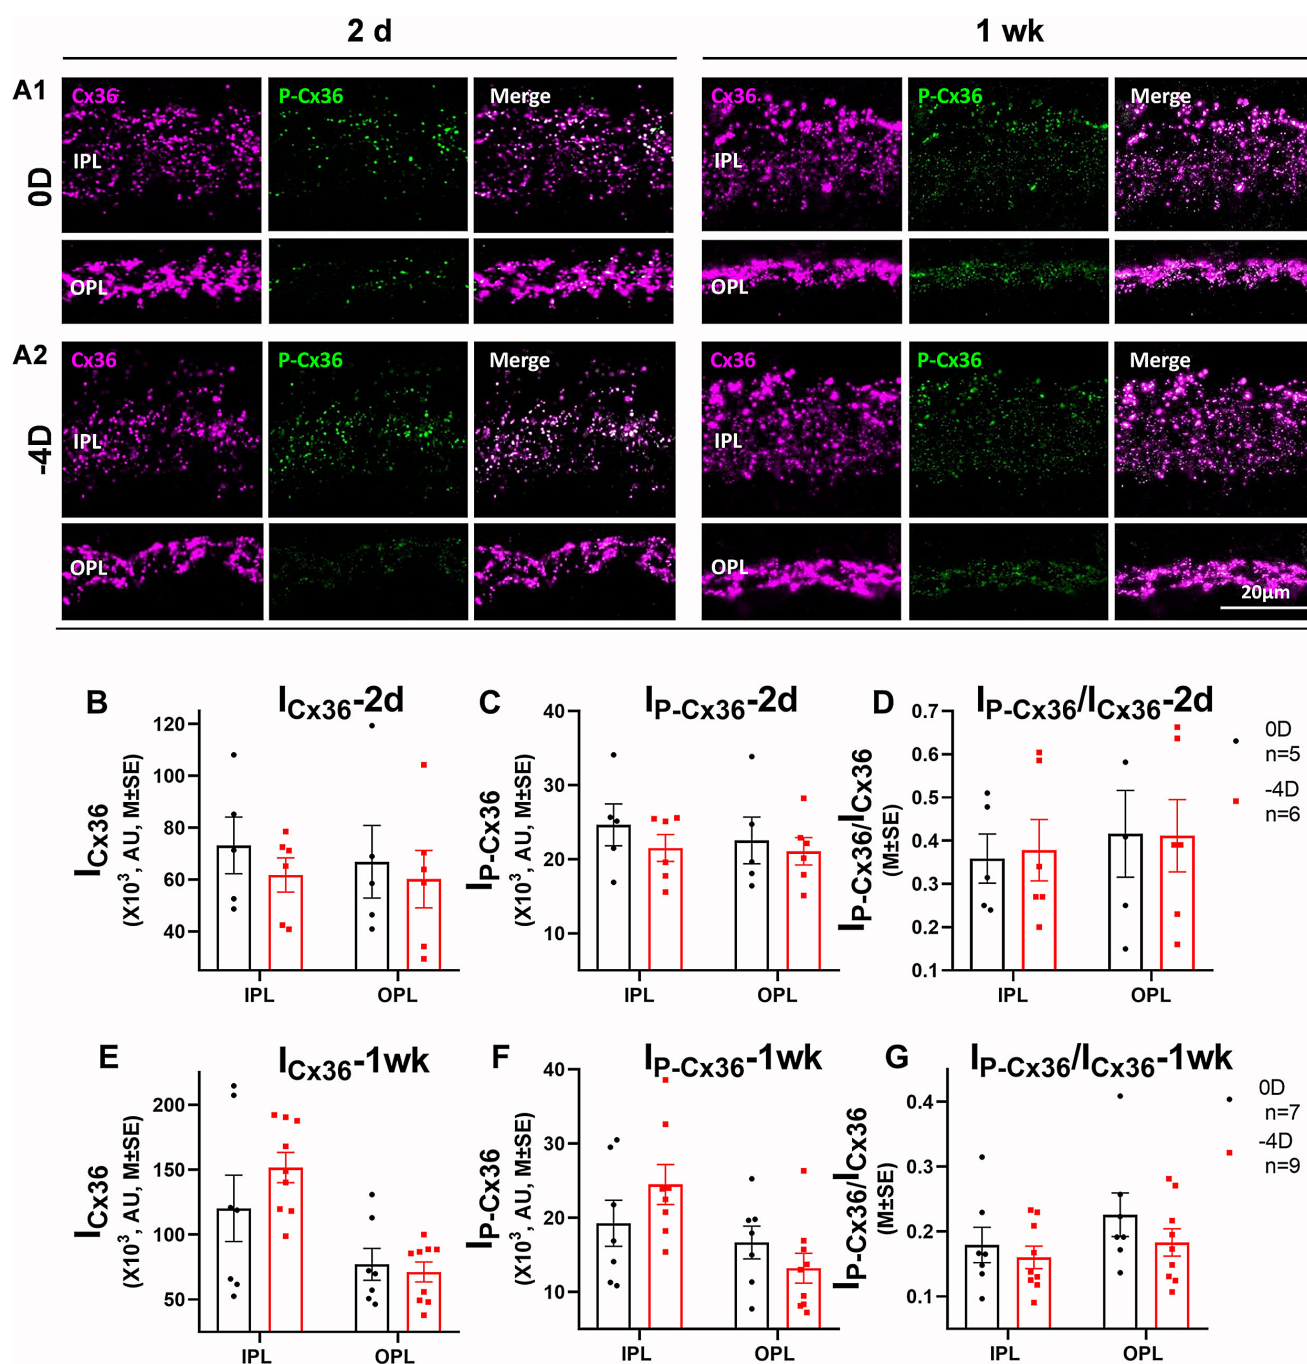 2 d 1 wk
A1 Cx36 P-Cx36 Merge Cx36 P-Cx36 Merge
0D IPL IPL
OPL OPL
A2 Cx36 P-Cx36 Merge Cx36 P-Cx36 Merge
-4D IPL IPL
OPL OPL
20µm
B ICx36-2d C IP-Cx36-2d D IP-Cx36/ICx36-2d
ICx36
(X10³, AU, M±SE)
120
100
80
60
40
IPL OPL
IP-Cx36
(X10³, AU, M±SE)
40
30
20
10
IPL OPL
IP-Cx36/ICx36
(M±SE)
0.7
0.6
0.5
0.4
0.3
0.2
0.1
IPL OPL
0D
n=5
-4D
n=6
E ICx36-1wk F IP-Cx36-1wk G IP-Cx36/ICx36-1wk
ICx36
(X10³, AU, M±SE)
200
150
100
50
IPL OPL
IP-Cx36
(X10³, AU, M±SE)
40
30
20
10
IPL OPL
IP-Cx36/ICx36
(M±SE)
0.4
0.3
0.2
0.1
IPL OPL
0D
n=7
-4D
n=9